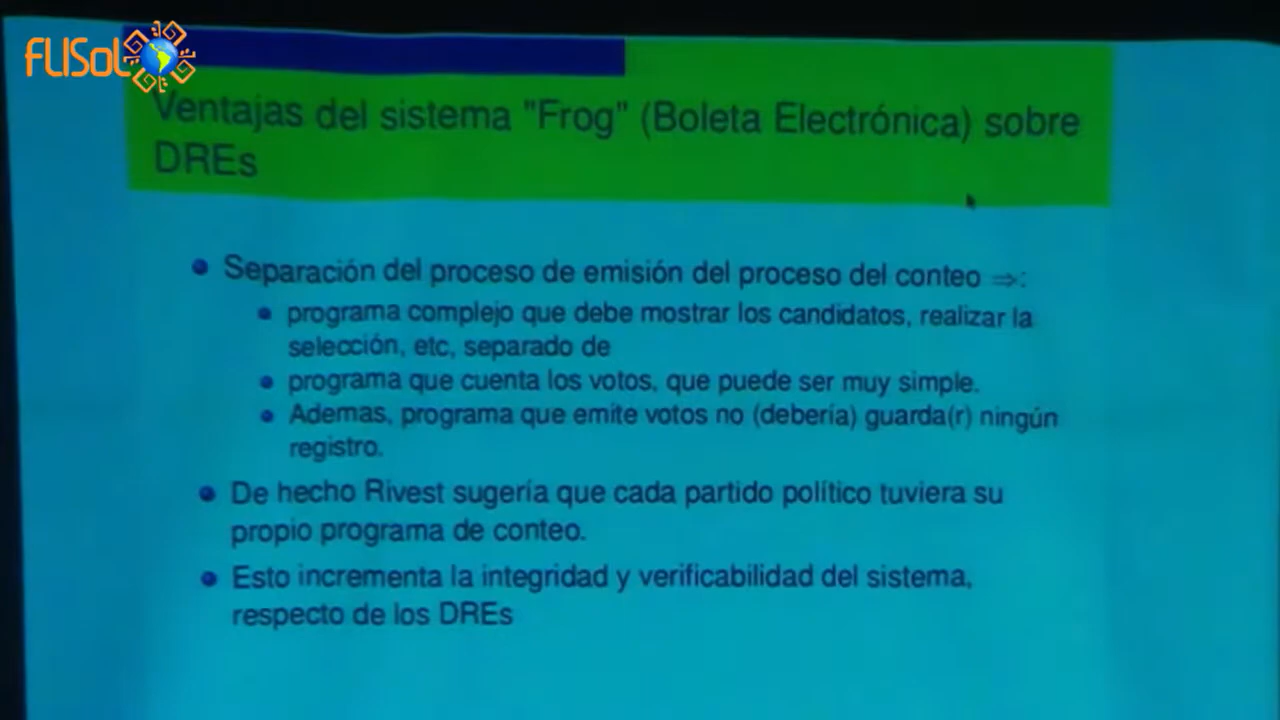 FLISoL
Ventajas del sistema "Frog" (Boleta Electrónica) sobre
DREs
Separación del proceso de emisión del proceso del conteo ⇒:
programa complejo que debe mostrar los candidatos, realizar la
selección, etc, separado de
programa que cuenta los votos, que puede ser muy simple.
Ademas, programa que emite votos no (debería) guarda(r) ningún
registro.
De hecho Rivest sugería que cada partido político tuviera su
propio programa de conteo.
Esto incrementa la integridad y verificabilidad del sistema,
respecto de los DREs